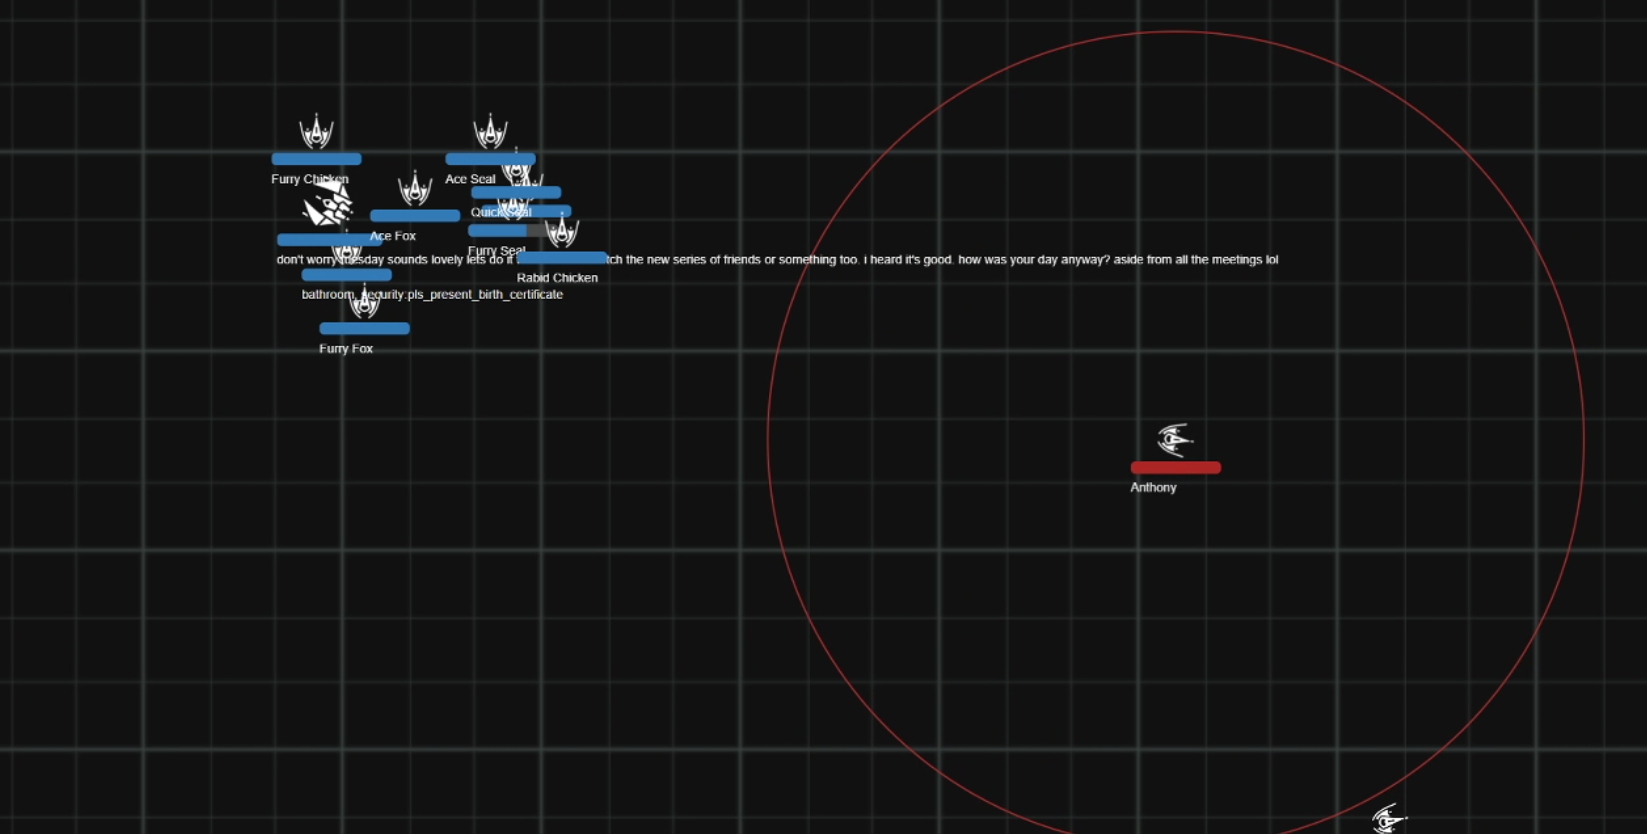 Furry Chicken
Ace Seal
Quick Seal
Ace Fox
Furry Seal
don't worry tuesday sounds lovely lets do it tch the new series of friends or something too. i heard it's good. how was your day anyway? aside from all the meetings lol
Rabid Chicken
bathroom_security:pls_present_birth_certificate
Furry Fox
Anthony